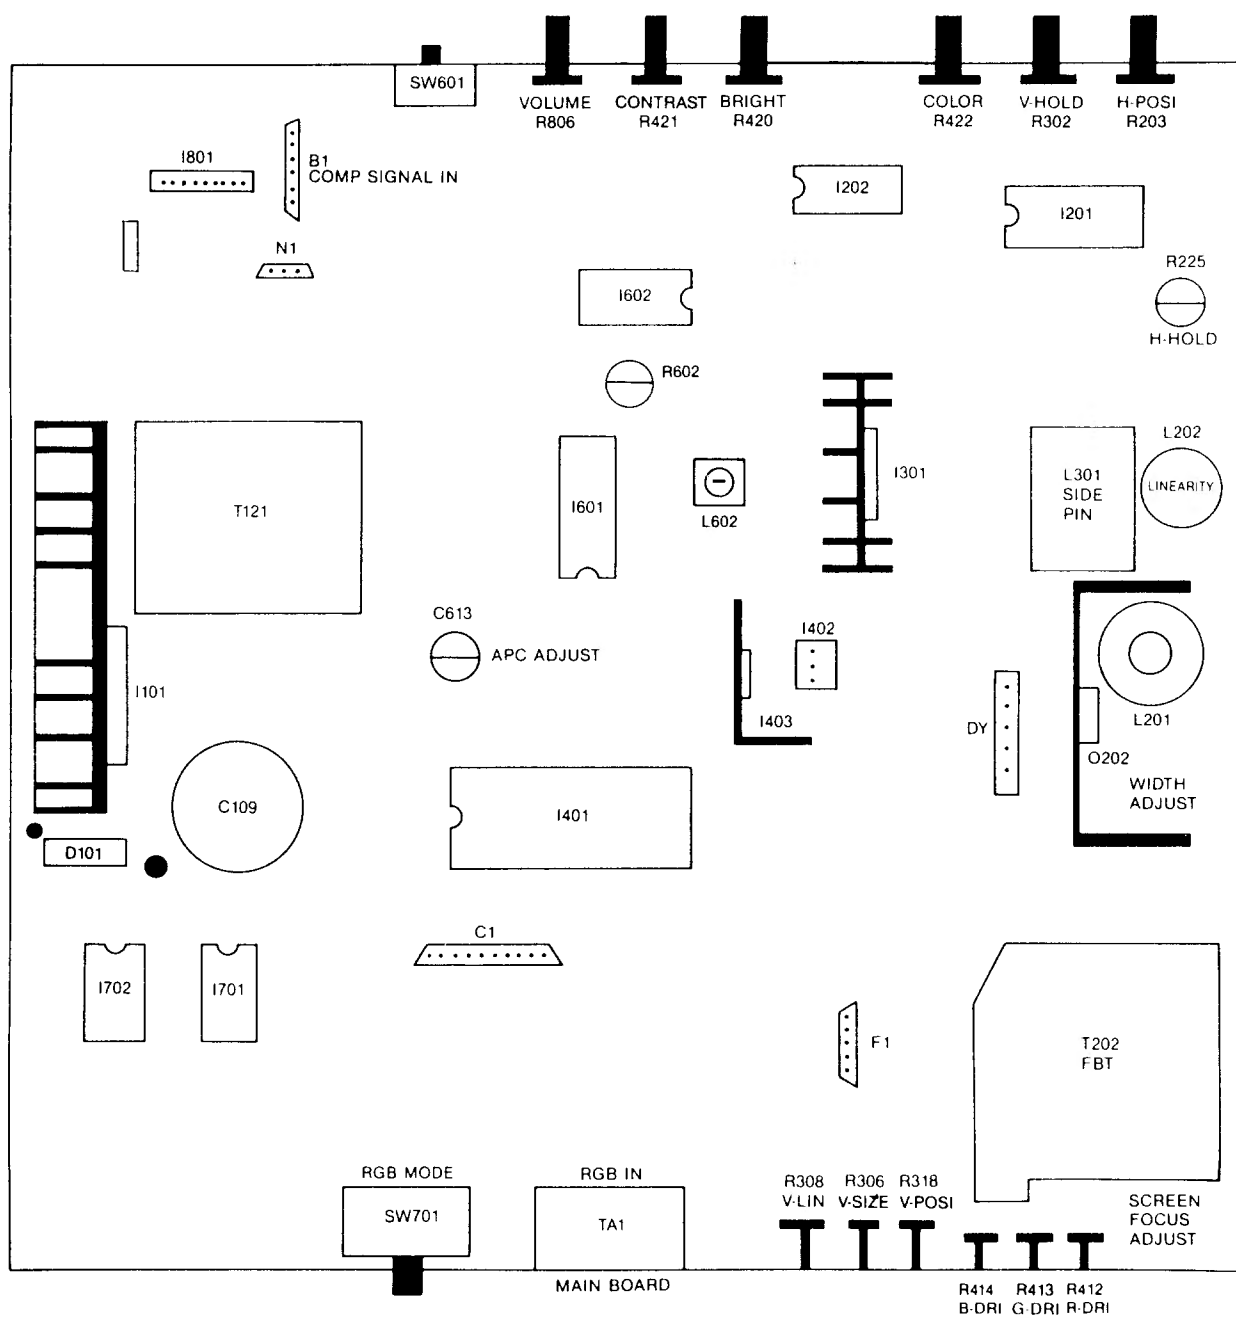 SW601
VOLUME
R806
CONTRAST
R421
BRIGHT
R420
COLOR
R422
V-HOLD
R302
H-POSI
R203
I801
B1
COMP SIGNAL IN
N1
I202
I201
I602
R225
H-HOLD
R602
T121
I601
L602
I301
L301
SIDE
PIN
L202
LINEARITY
C613
APC ADJUST
I402
I403
I101
DY
L201
O202
WIDTH
ADJUST
C109
I401
D101
C1
I702
I701
F1
T202
FBT
RGB MODE
SW701
RGB IN
TA1
MAIN BOARD
R308
V-LIN
R306
V-SIZE
R318
V-POSI
SCREEN
FOCUS
ADJUST
R414
B-DRI
R413
G-DRI
R412
R-DRI